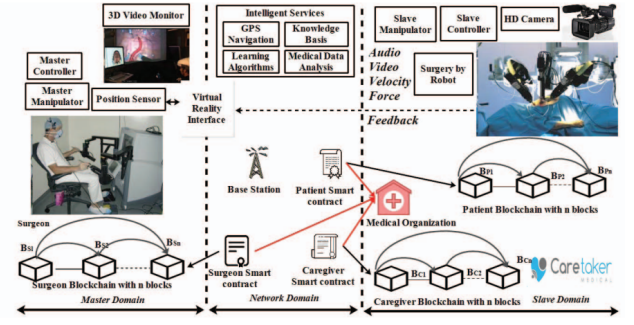 3D Video Monitor
Master
Controller
Master
Manipulator
Position Sensor
Surgeon
BS1
BS2
BSn
Surgeon Blockchain with n blocks
Master Domain
Intelligent Services
GPS
Navigation
Knowledge
Basis
Learning
Algorithms
Medical Data
Analysis
Virtual
Reality
Interface
Base Station
Patient Smart
contract
Medical Organization
Surgeon Smart
contract
Caregiver
Smart contract
Network Domain
Slave
Manipulator
Slave
Controller
HD Camera
Audio
Video
Velocity
Force
Feedback
Surgery by
Robot
BP1
BP2
BPn
Patient Blockchain with n blocks
BC1
BC2
BCn
Caretaker
MEDICAL
Caregiver Blockchain with n blocks
Slave Domain